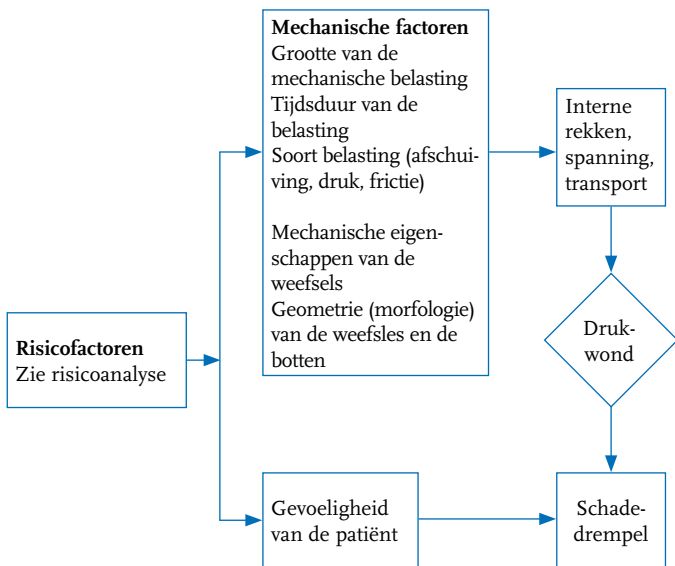 Risicofactoren
Zie risicoanalyse
Mechanische factoren
Grootte van de
mechanische belasting
Tijdsduur van de
belasting
Soort belasting (afschui-
ving, druk, frictie)
Mechanische eigen-
schappen van de
weefsels
Geometrie (morfologie)
van de weefsles en de
botten
Interne
rekken,
spanning,
transport
Druk-
wond
Gevoeligheid
van de patiënt
Schade-
drempel